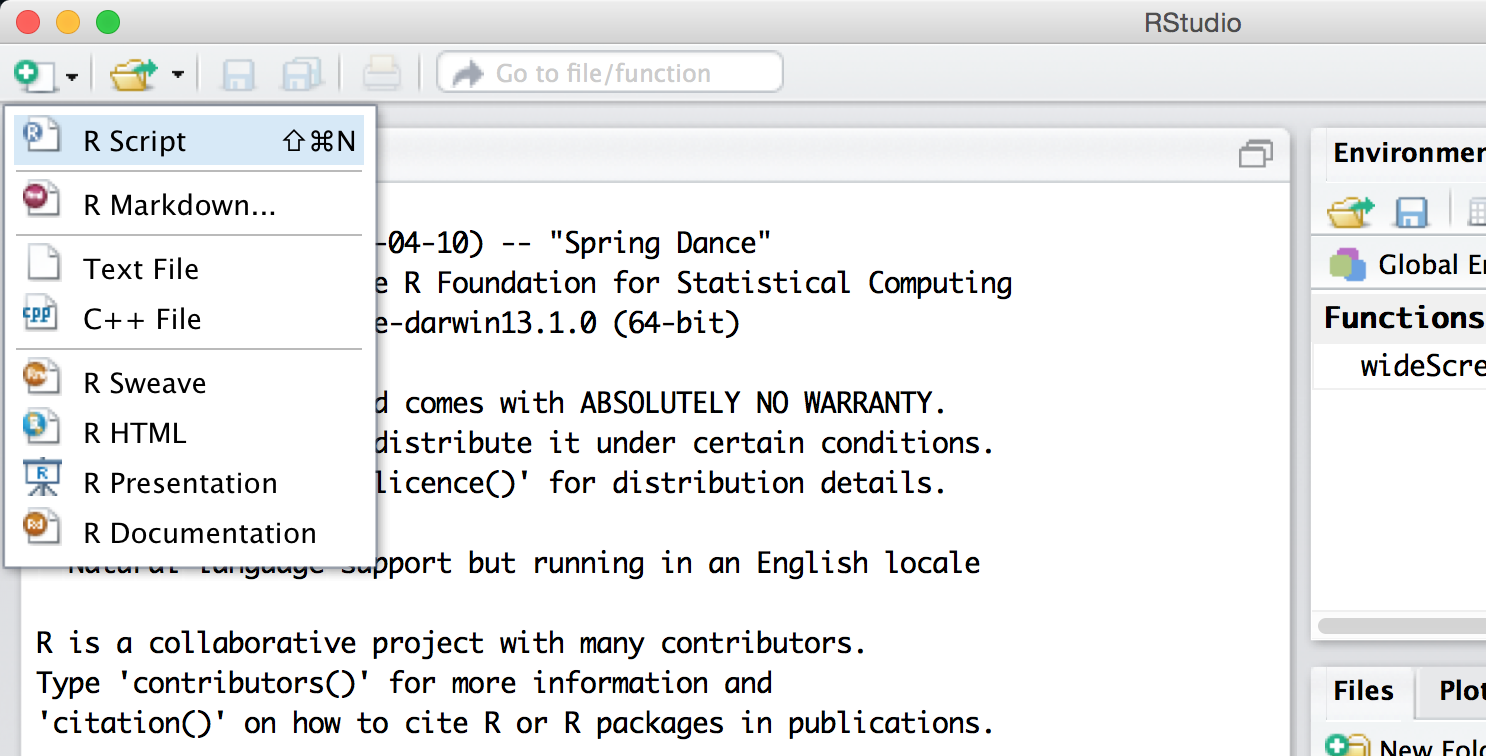 RStudio
Go to file/function
R Script ⇧⌘N
R Markdown...
Text File
C++ File
R Sweave
R HTML
R Presentation
R Documentation
-04-10) -- "Spring Dance"
e R Foundation for Statistical Computing
e-darwin13.1.0 (64-bit)
d comes with ABSOLUTELY NO WARRANTY.
distribute it under certain conditions.
licence()' for distribution details.
Natural language support but running in an English locale
R is a collaborative project with many contributors.
Type 'contributors()' for more information and
'citation()' on how to cite R or R packages in publications.
Environmen
Global En
Functions
wideScre
Files Plot
New Fold